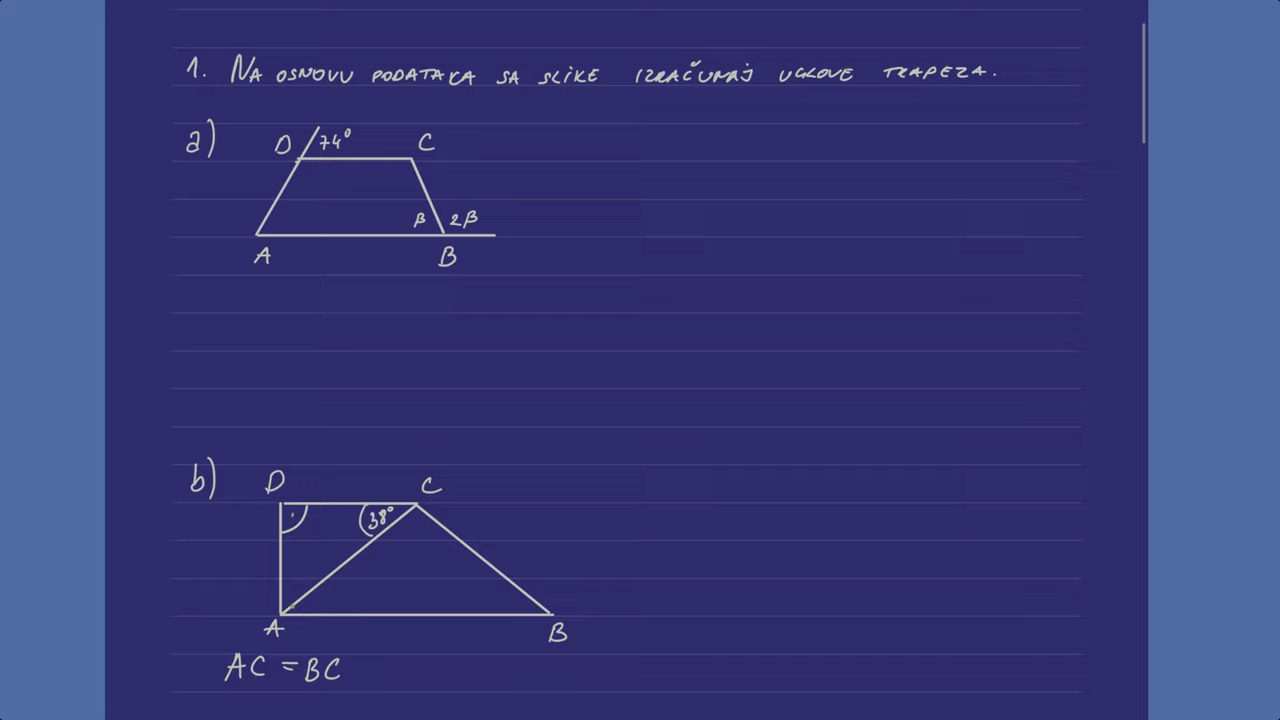 1. NA OSNOVU PODATAKA SA SLIKE IZRAČUNAJ UGLOVE TRAPEZA.
a)
D 74° C
β 2β
A B
b)
D C
38°
A B
AC = BC